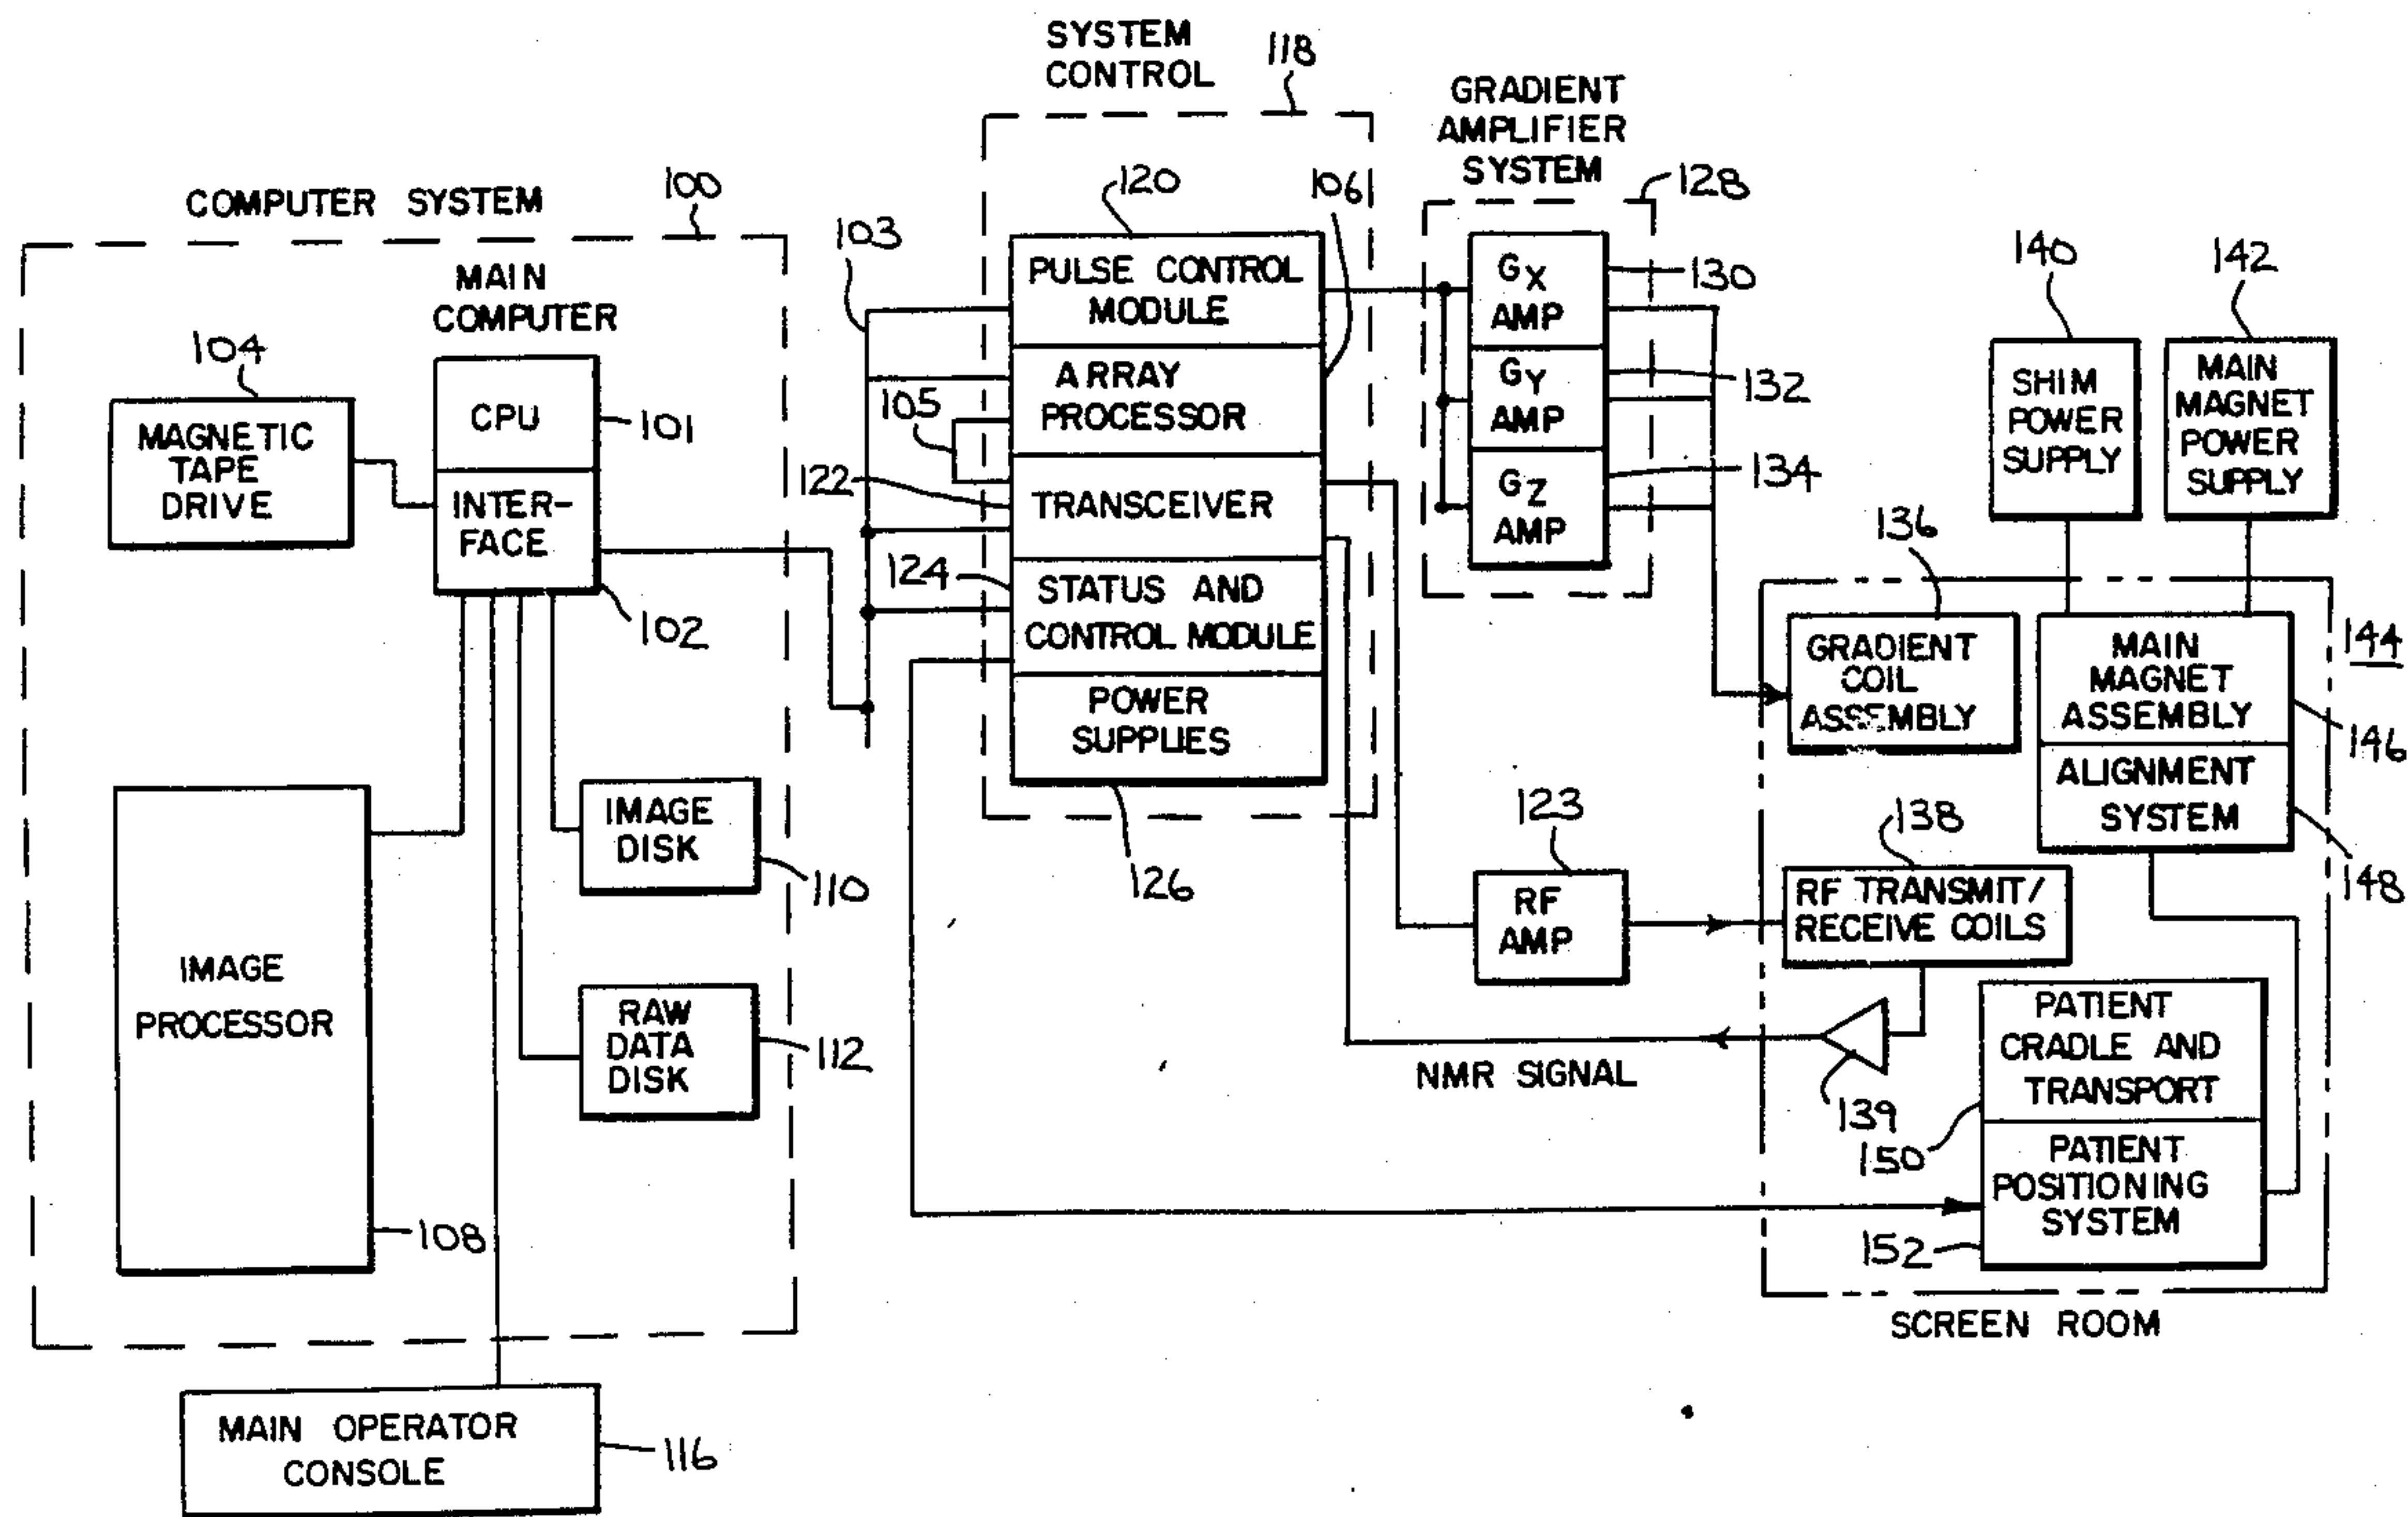 SYSTEM
CONTROL
118
GRADIENT
AMPLIFIER
SYSTEM
128
COMPUTER SYSTEM
100
MAIN
COMPUTER
104
MAGNETIC
TAPE
DRIVE
CPU
101
INTER-
FACE
102
IMAGE
PROCESSOR
108
IMAGE
DISK
110
RAW
DATA
DISK
112
MAIN OPERATOR
CONSOLE
116
103
105
120
106
PULSE CONTROL
MODULE
ARRAY
PROCESSOR
122
TRANSCEIVER
124
STATUS AND
CONTROL MODULE
POWER
SUPPLIES
126
GX
AMP
130
GY
AMP
132
GZ
AMP
134
140
SHIM
POWER
SUPPLY
142
MAIN
MAGNET
POWER
SUPPLY
136
GRADIENT
COIL
ASSEMBLY
144
MAIN
MAGNET
ASSEMBLY
146
ALIGNMENT
SYSTEM
148
123
RF
AMP
138
RF TRANSMIT/
RECEIVE COILS
NMR SIGNAL
139
PATIENT
CRADLE AND
TRANSPORT
150
PATIENT
POSITIONING
SYSTEM
152
SCREEN ROOM